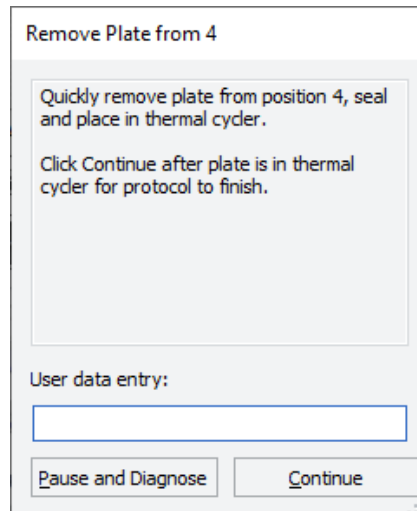 Remove Plate from 4
Quickly remove plate from position 4, seal
and place in thermal cycler.
Click Continue after plate is in thermal
cycler for protocol to finish.
User data entry:
Pause and Diagnose
Continue